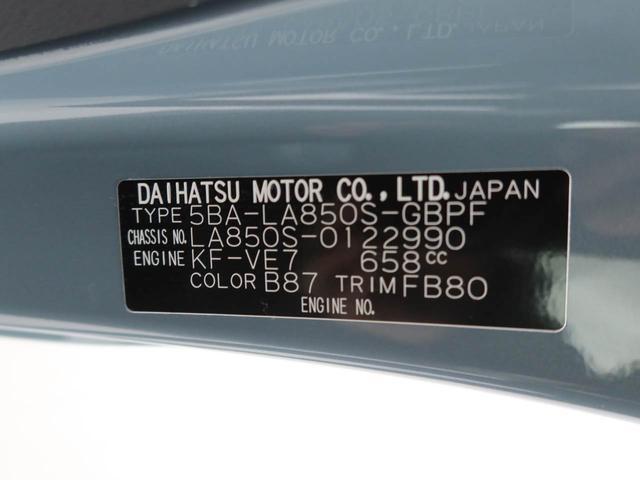 DAIHATSU MOTOR CO., LTD. JAPAN
TYPE 5BA-LA850S-GBPF
CHASSIS NO. LA850S-0122990
ENGINE KF-VE7 658cc
COLOR B87 TRIM FB80
ENGINE NO.